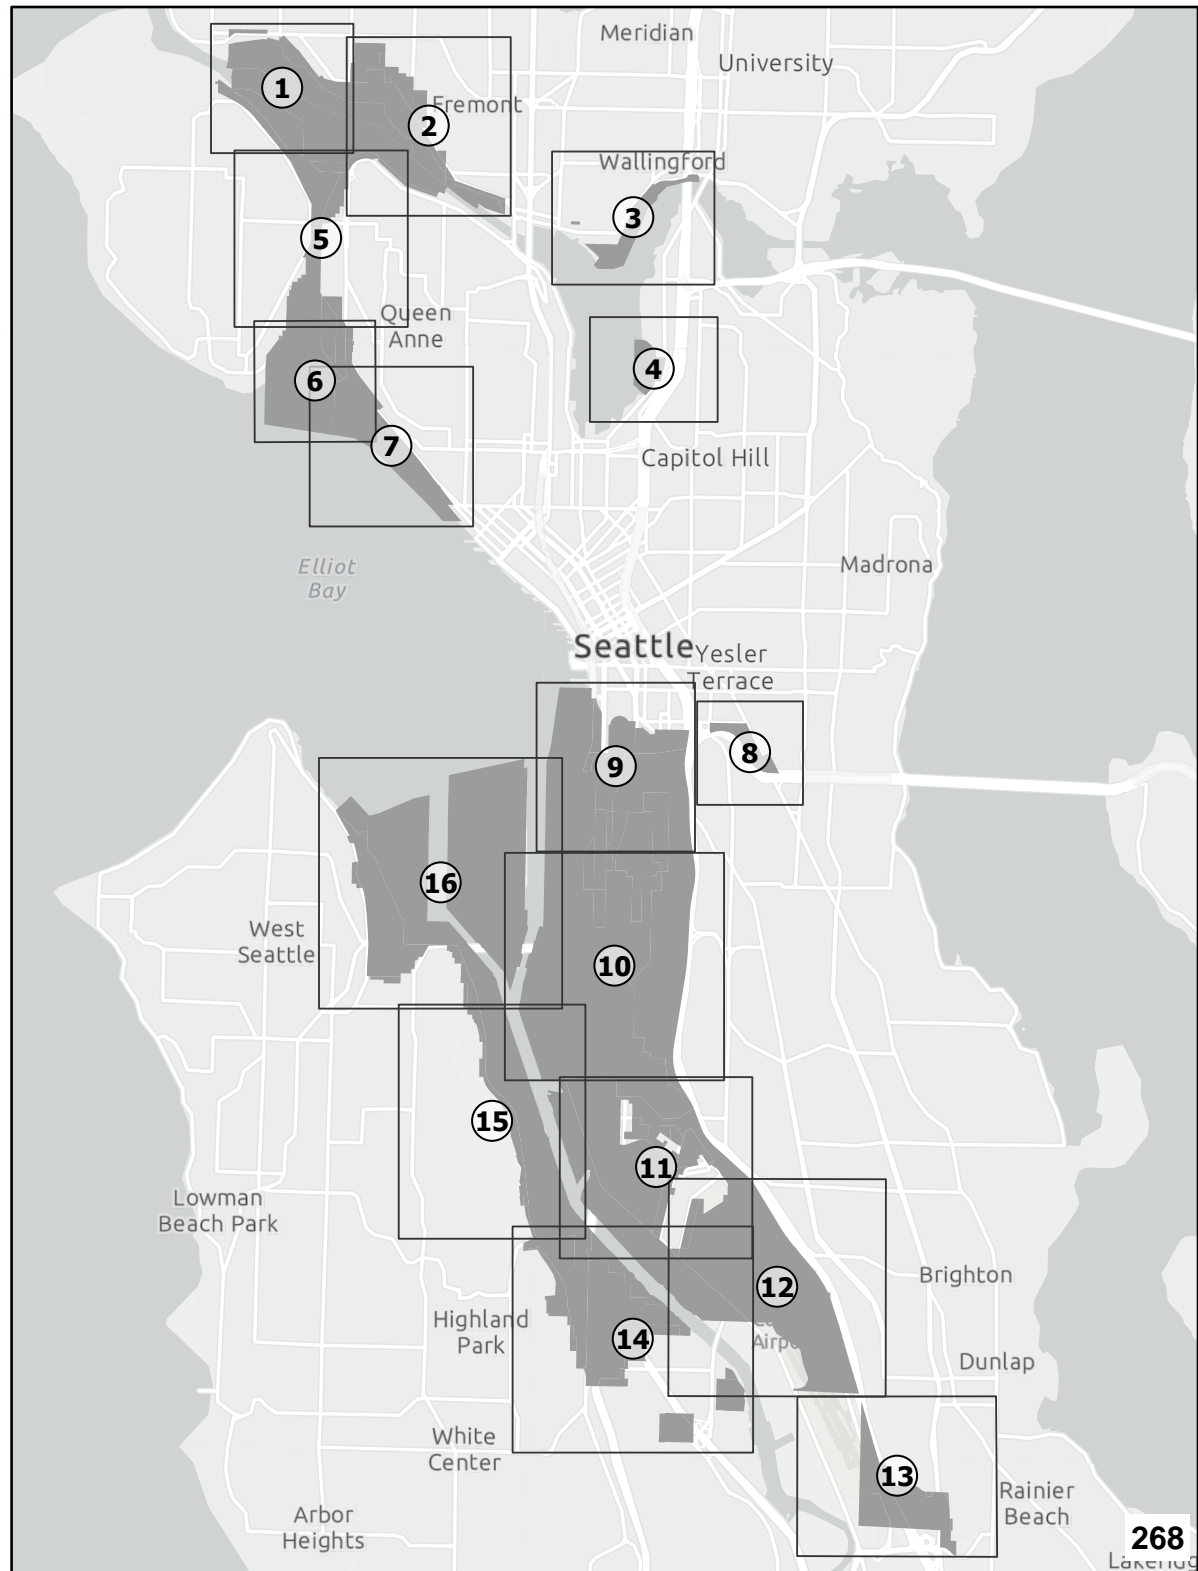 Meridian
University
1
Fremont
2
Wallingford
3
5
Queen
Anne
4
6
7
Capitol Hill
Elliot
Bay
Madrona
Seattle
Yesler
Terrace
8
9
16
West
Seattle
10
15
11
Lowman
Beach Park
12
Brighton
Highland
Park
14
Dunlap
White
Center
13
Rainier
Beach
Arbor
Heights
268